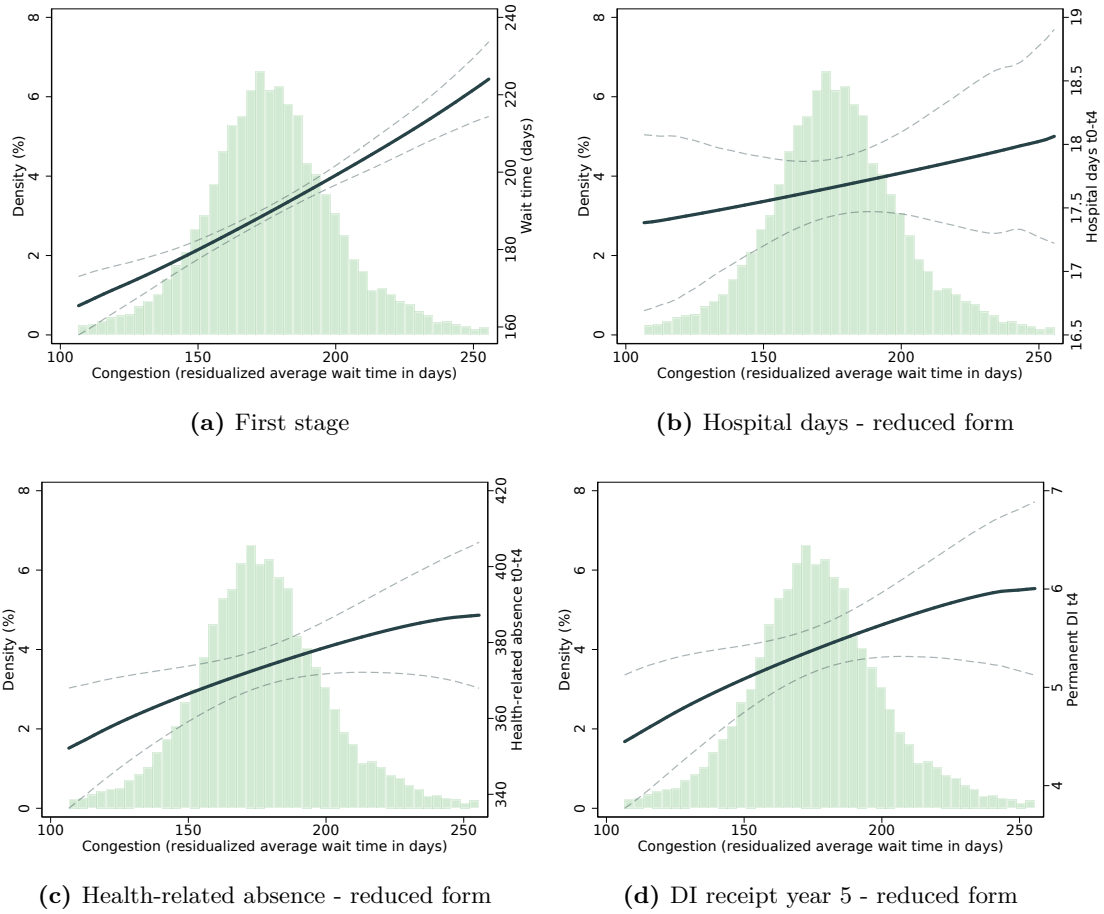 8
6
4
2
0
Density (%)
240
220
200
180
160
Wait time (days)
100 150 200 250
Congestion (residualized average wait time in days)
(a) First stage
8
6
4
2
0
Density (%)
19
18.5
18
17.5
17
16.5
Hospital days t0-t4
100 150 200 250
Congestion (residualized average wait time in days)
(b) Hospital days - reduced form
8
6
4
2
0
Density (%)
420
400
380
360
340
Health-related absence t0-t4
100 150 200 250
Congestion (residualized average wait time in days)
(c) Health-related absence - reduced form
8
6
4
2
0
Density (%)
7
6
5
4
Permanent DI t4
100 150 200 250
Congestion (residualized average wait time in days)
(d) DI receipt year 5 - reduced form